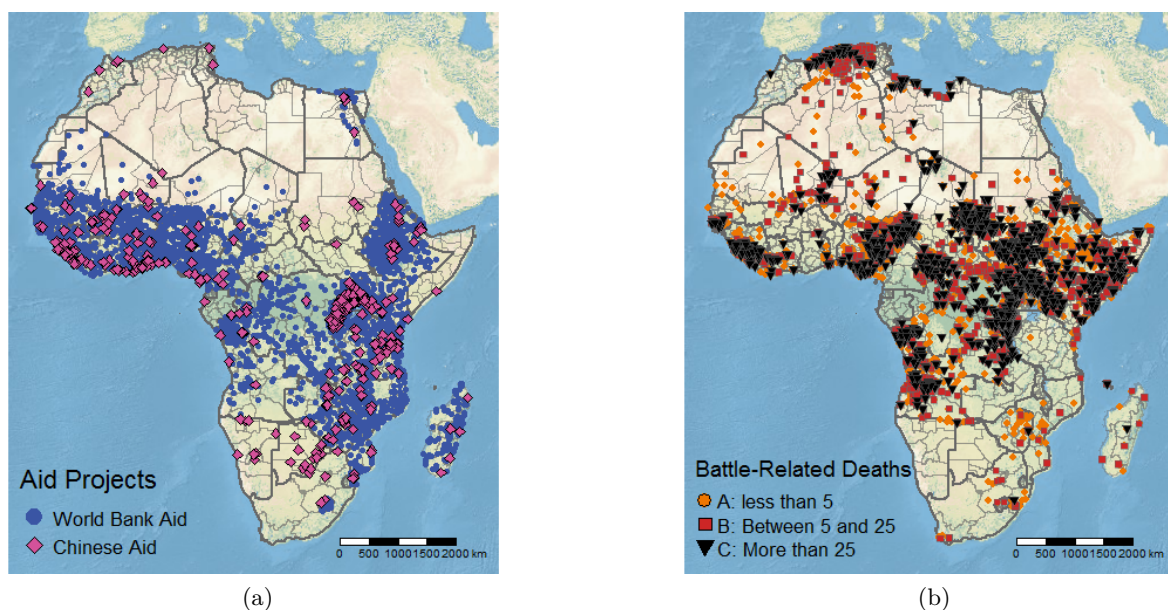 Aid Projects
World Bank Aid
Chinese Aid
0 500 1000 1500 2000 km
(a)
Battle-Related Deaths
A: less than 5
B: Between 5 and 25
C: More than 25
0 500 1000 1500 2000 km
(b)